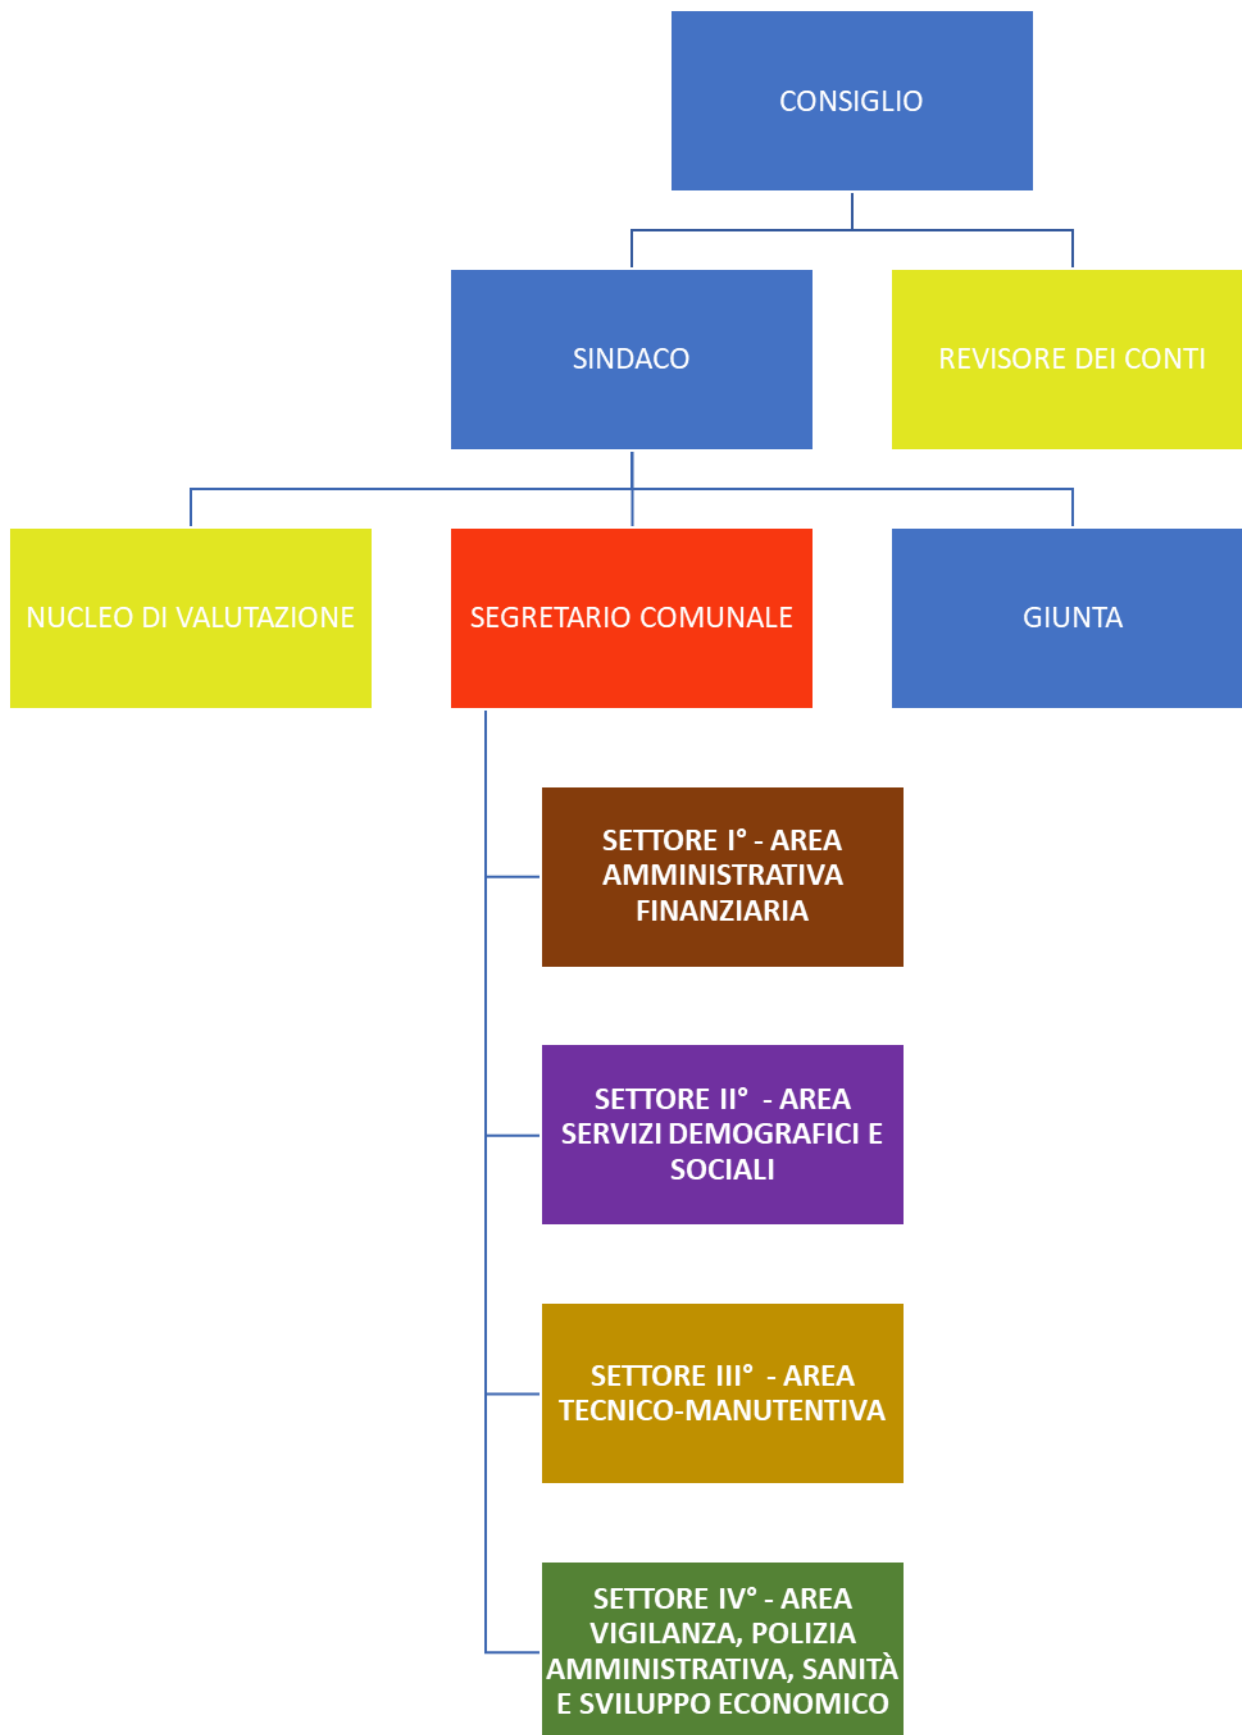 CONSIGLIO
SINDACO
REVISORE DEI CONTI
NUCLEO DI VALUTAZIONE
SEGRETARIO COMUNALE
GIUNTA
SETTORE I° - AREA
AMMINISTRATIVA
FINANZIARIA
SETTORE II° - AREA
SERVIZI DEMOGRAFICI E
SOCIALI
SETTORE III° - AREA
TECNICO-MANUTENTIVA
SETTORE IV° - AREA
VIGILANZA, POLIZIA
AMMINISTRATIVA, SANITÀ
E SVILUPPO ECONOMICO